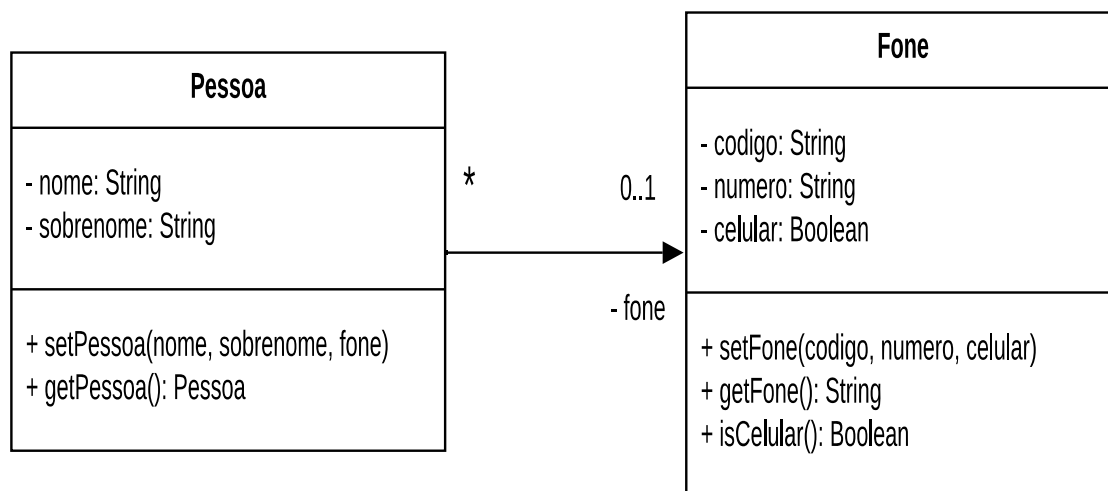 Pessoa
- nome: String
- sobrenome: String
+ setPessoa(nome, sobrenome, fone)
+ getPessoa(): Pessoa
*
0..1
- fone
Fone
- codigo: String
- numero: String
- celular: Boolean
+ setFone(codigo, numero, celular)
+ getFone(): String
+ isCelular(): Boolean